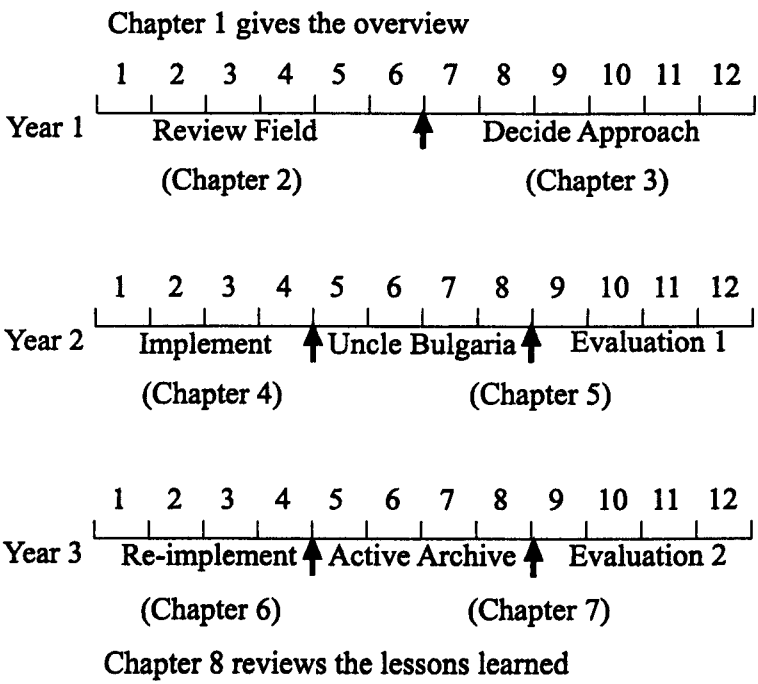 Chapter 1 gives the overview
1 2 3 4 5 6 7 8 9 10 11 12
Year 1 Review Field Decide Approach
(Chapter 2) (Chapter 3)
1 2 3 4 5 6 7 8 9 10 11 12
Year 2 Implement Uncle Bulgaria Evaluation 1
(Chapter 4) (Chapter 5)
1 2 3 4 5 6 7 8 9 10 11 12
Year 3 Re-implement Active Archive Evaluation 2
(Chapter 6) (Chapter 7)
Chapter 8 reviews the lessons learned